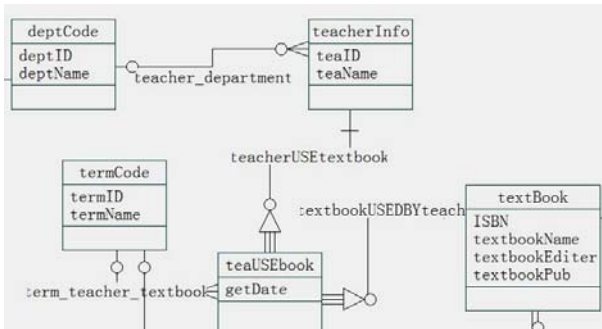 deptCode
deptID
deptName
teacherInfo
teaID
teaName
teacher_department
teacherUSEtextbook
termCode
termID
termName
textbookUSEDBYteach
textBook
ISBN
textbookName
textbookEditer
textbookPub
teaUSEbook
getDate
term_teacher_textbook